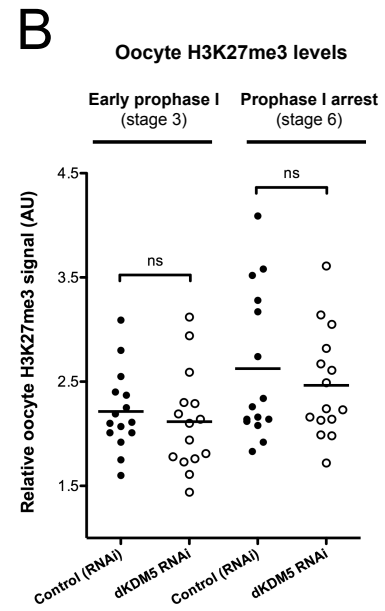 B
Oocyte H3K27me3 levels
Early prophase I
(stage 3)
Prophase I arrest
(stage 6)
Relative oocyte H3K27me3 signal (AU)
4.5
3.5
2.5
1.5
ns
ns
Control (RNAi)
dKDM5 RNAi
Control (RNAi)
dKDM5 RNAi